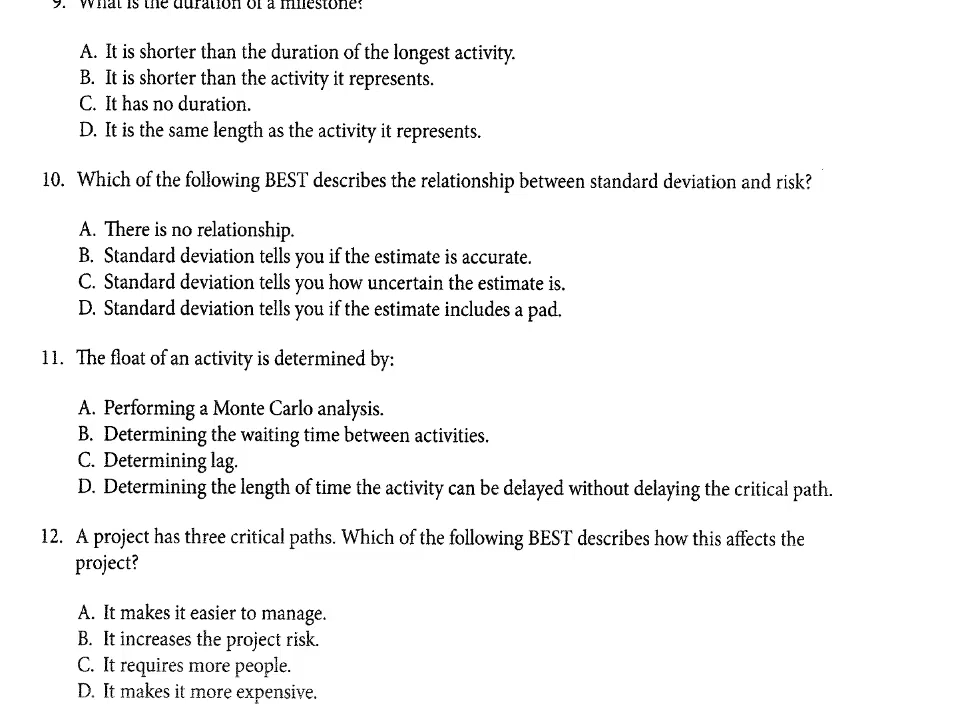 9. What is the duration of a milestone?
A. It is shorter than the duration of the longest activity.
B. It is shorter than the activity it represents.
C. It has no duration.
D. It is the same length as the activity it represents.
10. Which of the following BEST describes the relationship between standard deviation and risk?
A. There is no relationship.
B. Standard deviation tells you if the estimate is accurate.
C. Standard deviation tells you how uncertain the estimate is.
D. Standard deviation tells you if the estimate includes a pad.
11. The float of an activity is determined by:
A. Performing a Monte Carlo analysis.
B. Determining the waiting time between activities.
C. Determining lag.
D. Determining the length of time the activity can be delayed without delaying the critical path.
12. A project has three critical paths. Which of the following BEST describes how this affects the
project?
A. It makes it easier to manage.
B. It increases the project risk.
C. It requires more people.
D. It makes it more expensive.